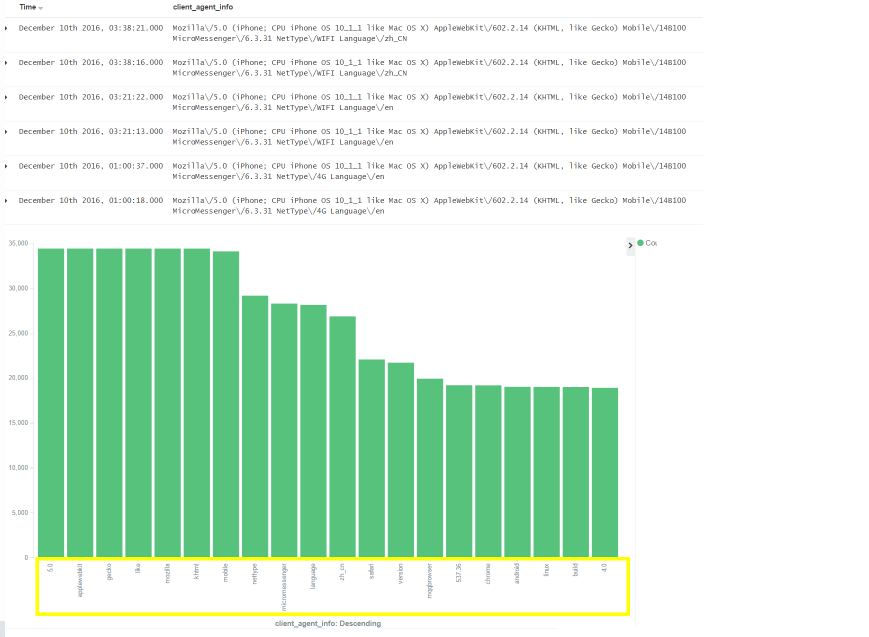 Time client_agent_info
December 10th 2016, 03:38:21.000 Mozilla\/5.0 (iPhone; CPU iPhone OS 10_1_1 like Mac OS X) AppleWebKit\/602.2.14 (KHTML, like Gecko) Mobile\/14B100
MicroMessenger\/6.3.31 NetType\/WIFI Language\/zh_CN
December 10th 2016, 03:38:16.000 Mozilla\/5.0 (iPhone; CPU iPhone OS 10_1_1 like Mac OS X) AppleWebKit\/602.2.14 (KHTML, like Gecko) Mobile\/14B100
MicroMessenger\/6.3.31 NetType\/WIFI Language\/zh_CN
December 10th 2016, 03:21:22.000 Mozilla\/5.0 (iPhone; CPU iPhone OS 10_1_1 like Mac OS X) AppleWebKit\/602.2.14 (KHTML, like Gecko) Mobile\/14B100
MicroMessenger\/6.3.31 NetType\/WIFI Language\/en
December 10th 2016, 03:21:13.000 Mozilla\/5.0 (iPhone; CPU iPhone OS 10_1_1 like Mac OS X) AppleWebKit\/602.2.14 (KHTML, like Gecko) Mobile\/14B100
MicroMessenger\/6.3.31 NetType\/WIFI Language\/en
December 10th 2016, 01:00:37.000 Mozilla\/5.0 (iPhone; CPU iPhone OS 10_1_1 like Mac OS X) AppleWebKit\/602.2.14 (KHTML, like Gecko) Mobile\/14B100
MicroMessenger\/6.3.31 NetType\/4G Language\/en
December 10th 2016, 01:00:18.000 Mozilla\/5.0 (iPhone; CPU iPhone OS 10_1_1 like Mac OS X) AppleWebKit\/602.2.14 (KHTML, like Gecko) Mobile\/14B100
MicroMessenger\/6.3.31 NetType\/4G Language\/en
35,000
30,000
25,000
20,000
15,000
10,000
5,000
0
5.0
applewebkit
gecko
like
mozilla
khtml
mobile
nettype
micromessenger
language
zh_cn
safari
version
mqqbrowser
537.36
chrome
android
linux
build
4.0
client_agent_info: Descending